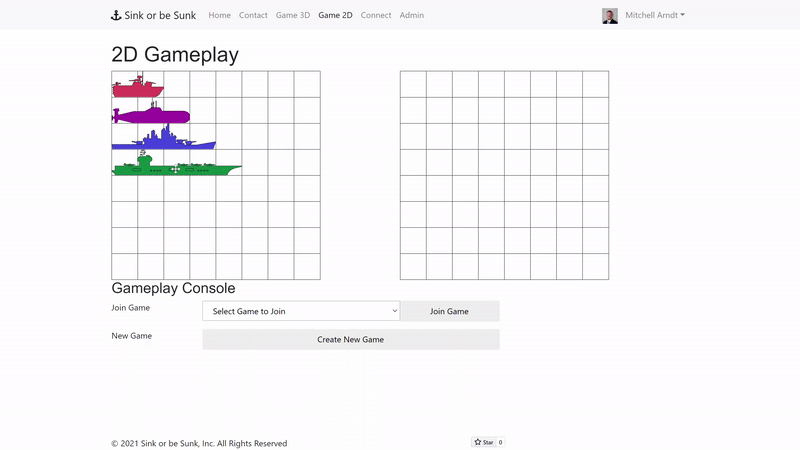 Sink or be Sunk Home Contact Game 3D Game 2D Connect Admin Mitchell Arndt
2D Gameplay
Gameplay Console
Join Game Select Game to Join Join Game
New Game Create New Game
© 2021 Sink or be Sunk, Inc. All Rights Reserved Star 0